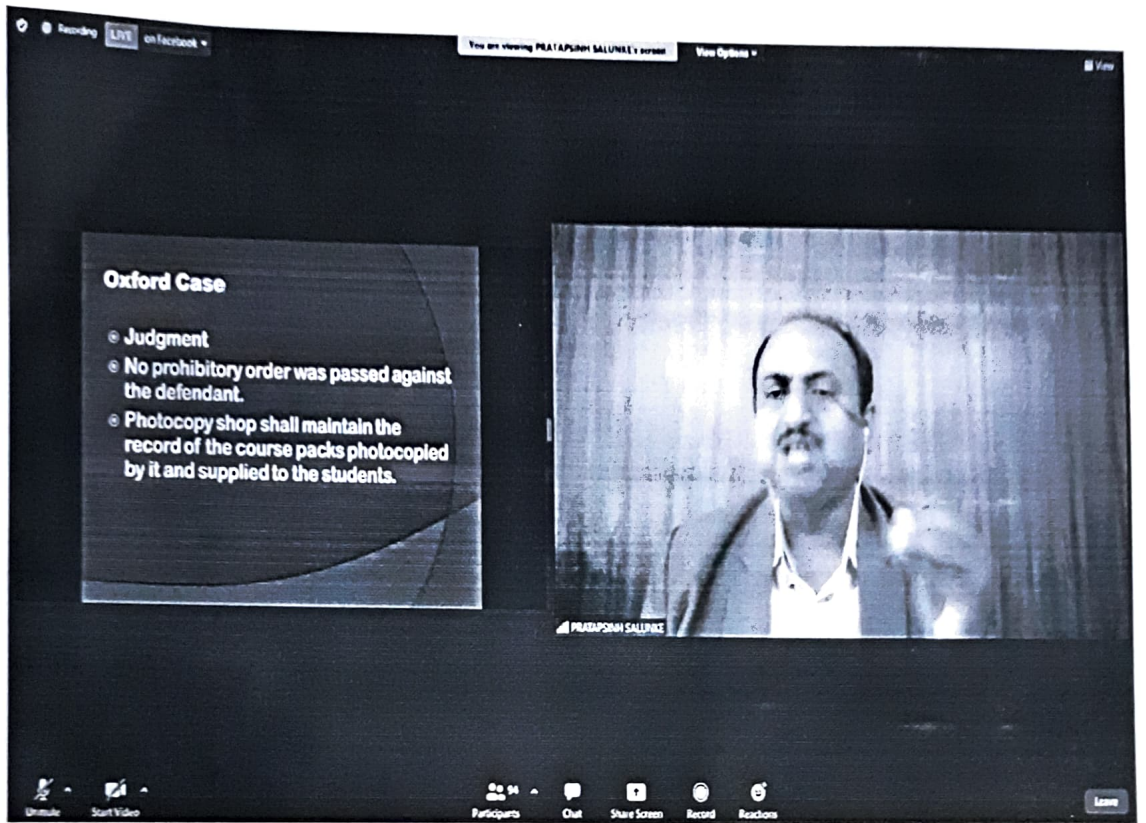 Recording
LIVE
on Facebook
You are viewing PRATAPSINH SALUNKE's screen
View Options
View
Oxford Case
Judgment
No prohibitory order was passed against
the defendant.
Photocopy shop shall maintain the
record of the course packs photocopied
by it and supplied to the students.
PRATAPSINH SALUNKE
Unmute
Start Video
94
Participants
Chat
Share Screen
Record
Reactions
Leave